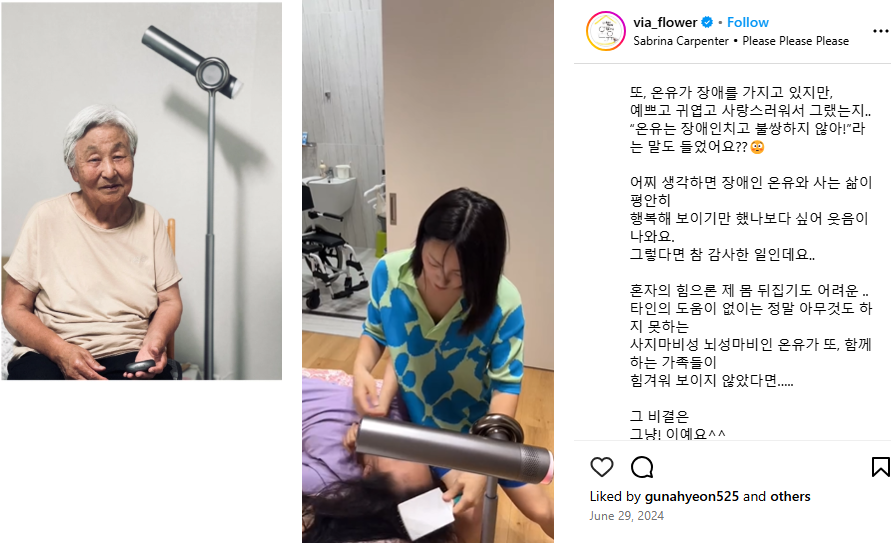 via_flower • Follow
Sabrina Carpenter • Please Please Please
또, 온유가 장애를 가지고 있지만,
예쁘고 귀엽고 사랑스러워서 그랬는지..
“온유는 장애인치고 불쌍하지 않아!”라
는 말도 들었어요??😳
어찌 생각하면 장애인 온유와 사는 삶이
평안히
행복해 보이기만 했나보다 싶어 웃음이
나와요.
그렇다면 참 감사한 일인데요..
혼자의 힘으론 제 몸 뒤집기도 어려운 ..
타인의 도움이 없이는 정말 아무것도 하
지 못하는
사지마비성 뇌성마비인 온유가 또, 함께
하는 가족들이
힘겨워 보이지 않았다면.....
그 비결은
그냥! 이예요^^
Liked by gunahyeon525 and others
June 29, 2024